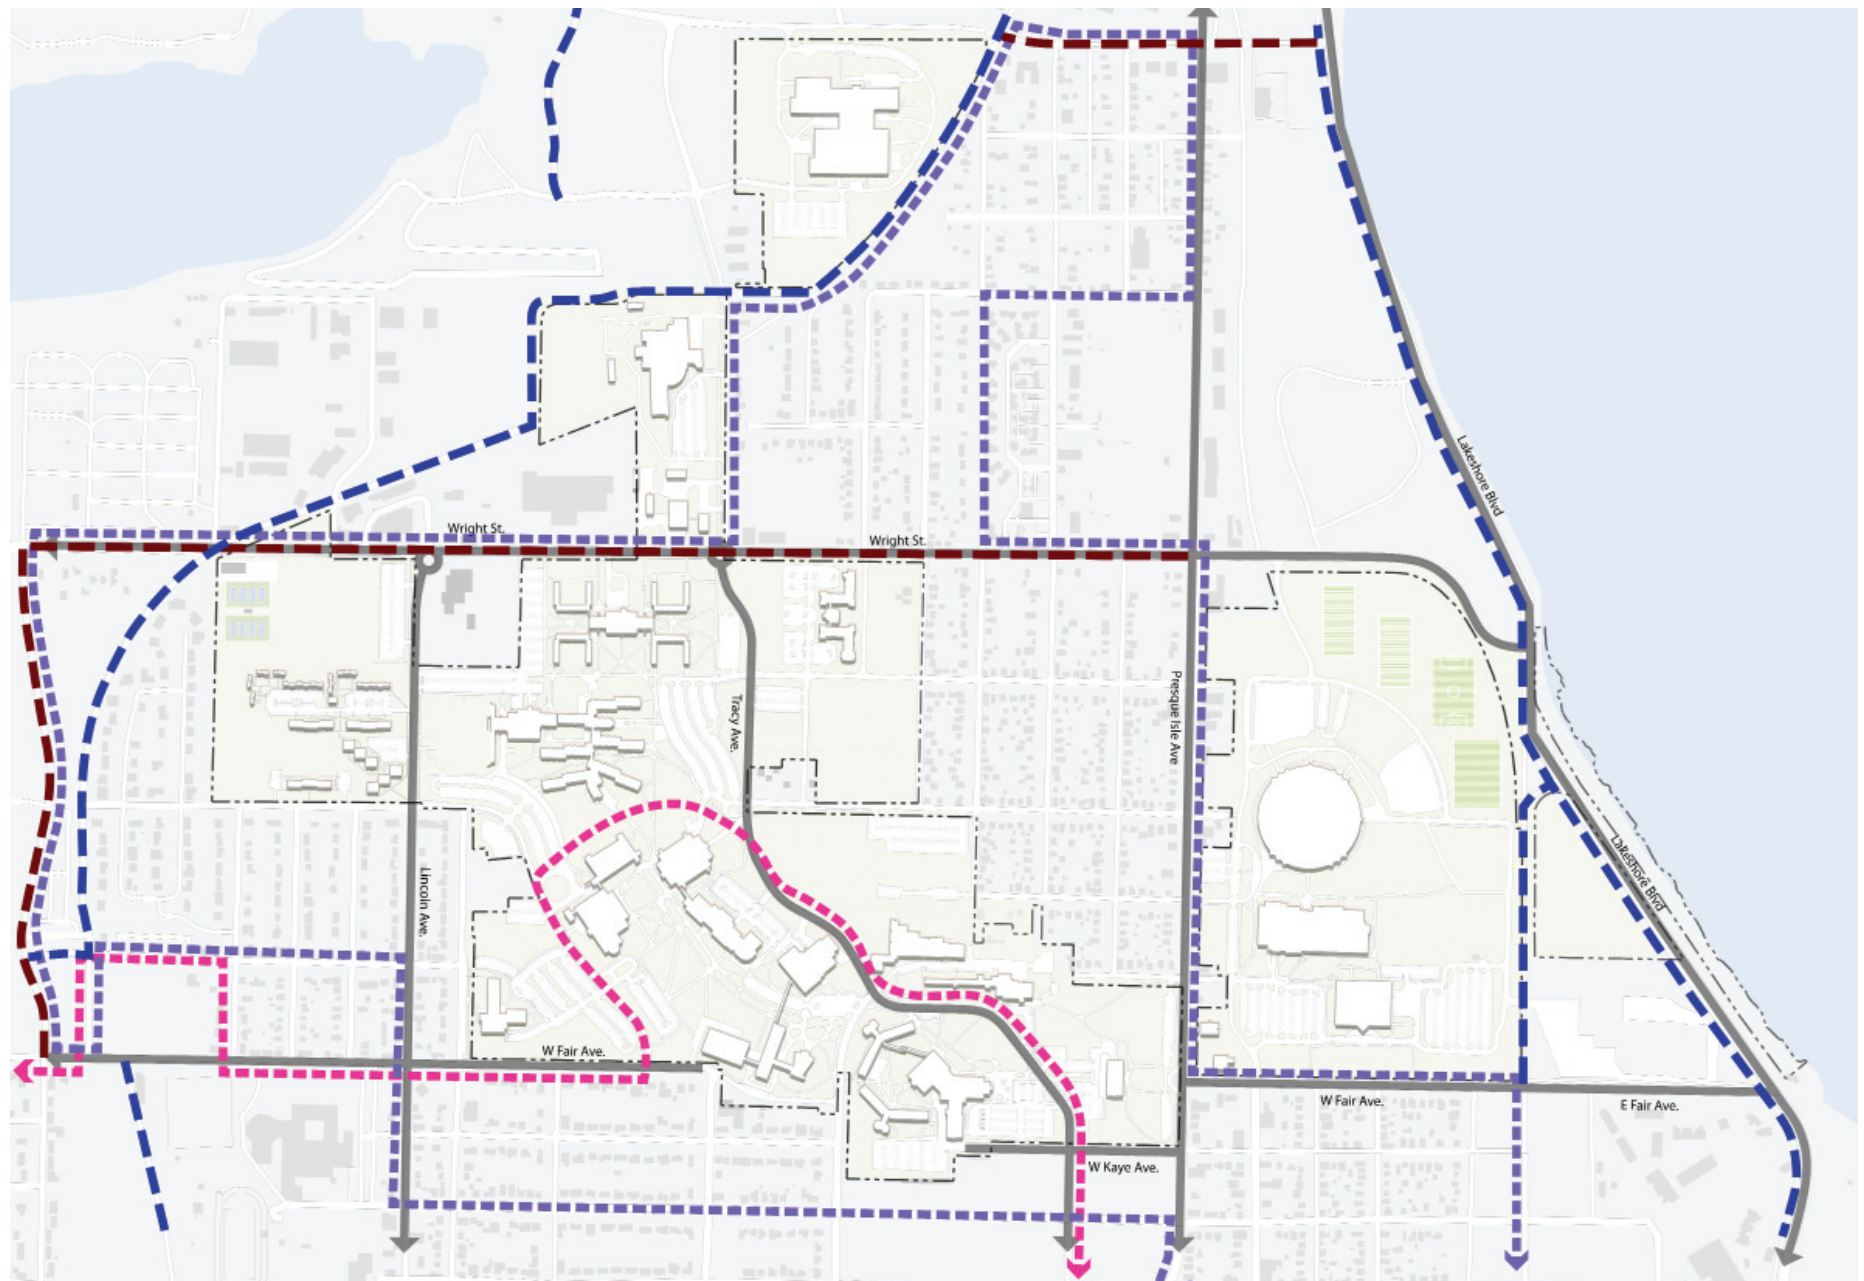 Lakeshore Blvd
Wright St.
Wright St.
Tracy Ave.
Presque Isle Ave
Lincoln Ave.
Lakeshore Blvd
W Fair Ave.
W Fair Ave.
E Fair Ave.
W Kaye Ave.